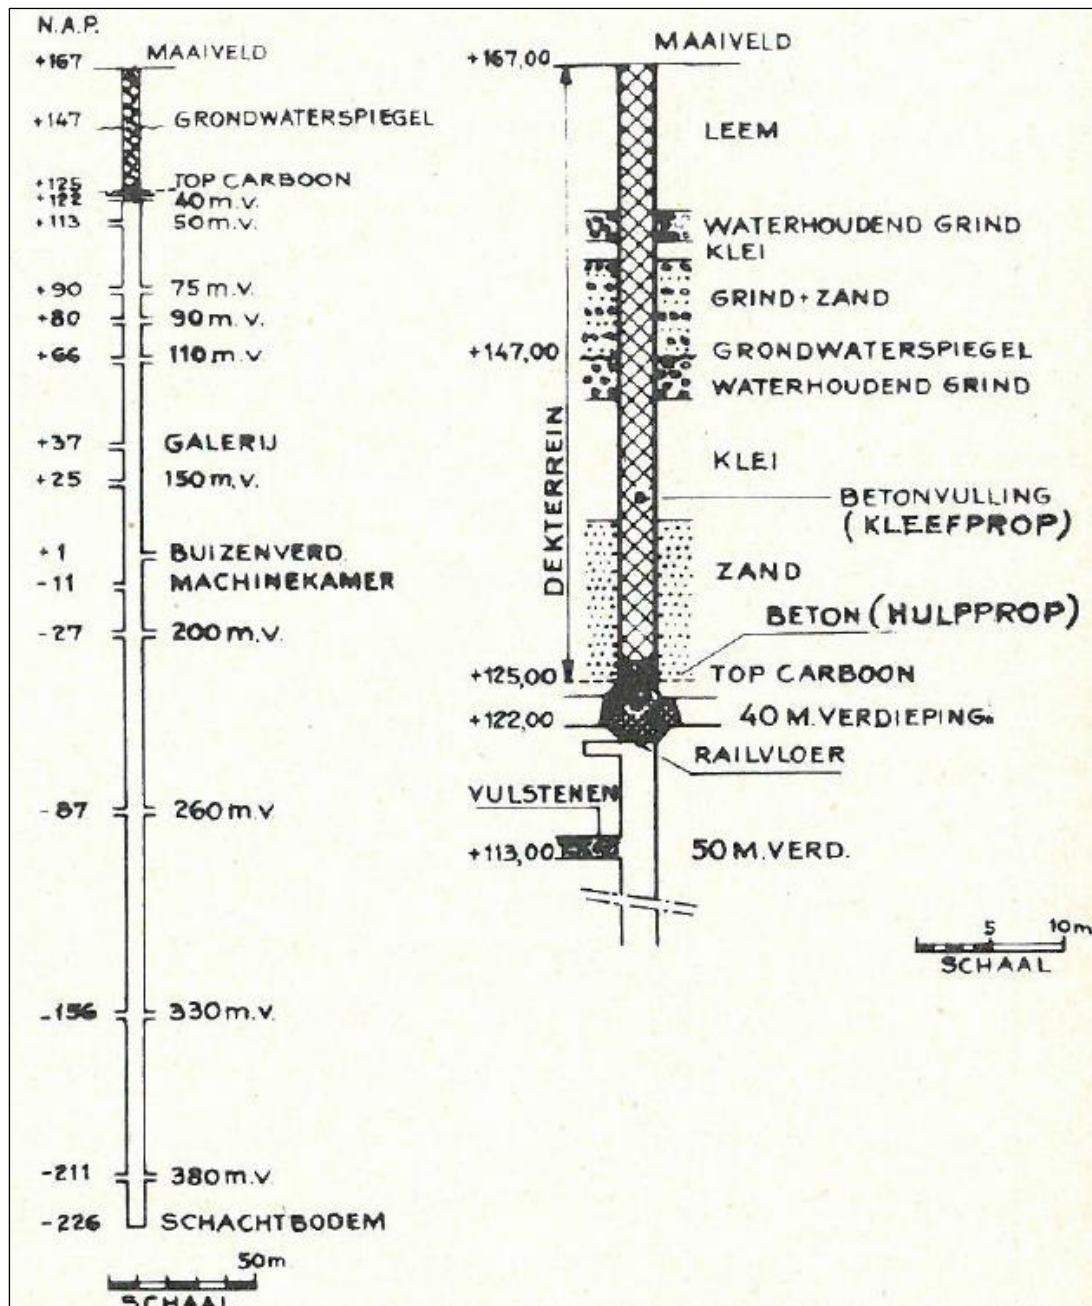 N.A.P.
+167 MAAIVELD
+147 GRONDWATERSPIEGEL
+125 TOP CARBOON
+122 40 m.v.
+113 50 m.v.
+90 75 m.v.
+80 90 m.v.
+66 110 m.v
+37 GALERIJ
+25 150 m.v.
+1 BUIZENVERD.
-11 MACHINEKAMER
-27 200 m.v.
-87 260 m.v.
-156 330 m.v.
-211 380 m.v.
-226 SCHACHTBODEM
50 m.
SCHAAL
MAAIVELD
+167,00
LEEM
WATERHOUDEND GRIND
KLEI
GRIND + ZAND
+147,00 GRONDWATERSPIEGEL
WATERHOUDEND GRIND
DEKTERREIN
KLEI
BETONVULLING
(KLEEFPROP)
ZAND
BETON (HULPPROP)
+125,00 TOP CARBOON
+122,00 40 M. VERDIEPING.
RAILVLOER
VULSTENEN
+113,00 50 M. VERD.
5 10 m
SCHAAL